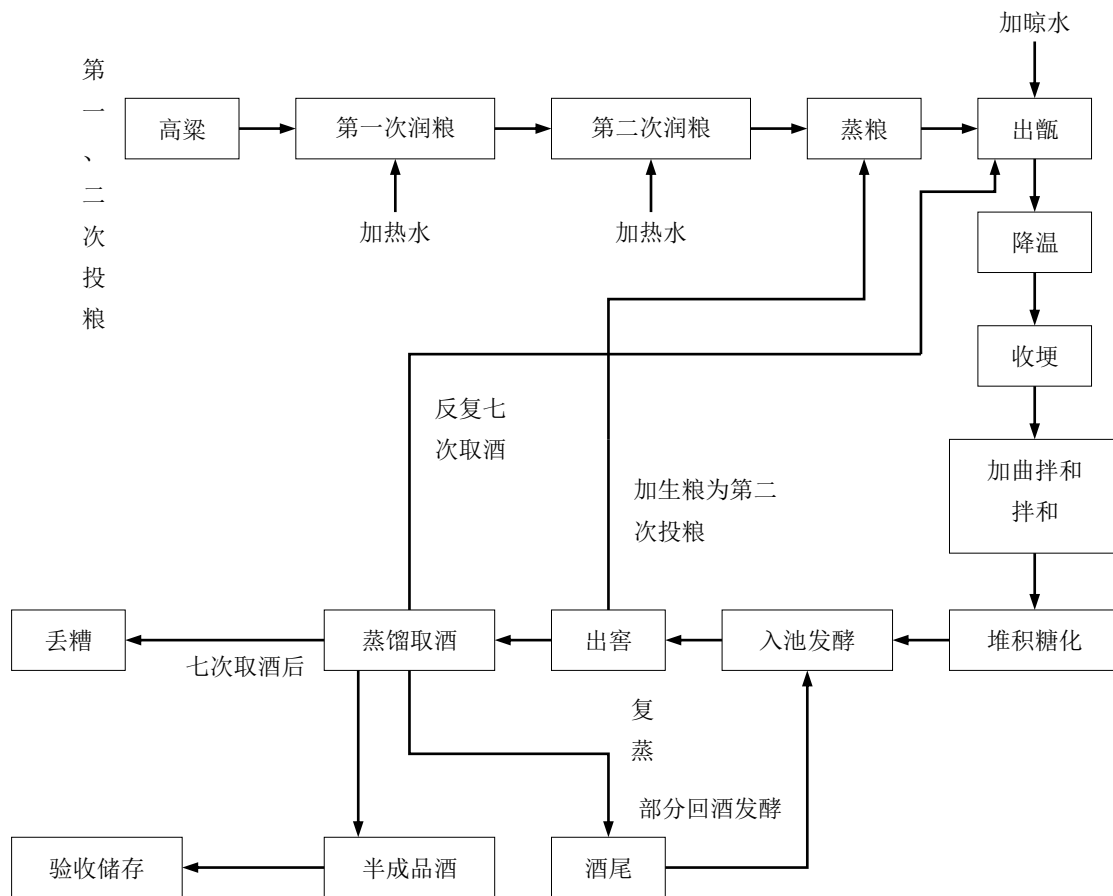 加晾水
第一、二次投粮
高粱
第一次润粮
第二次润粮
蒸粮
出甑
加热水
加热水
降温
收埂
反复七
次取酒
加生粮为第二
次投粮
加曲拌和
拌和
丢糟
蒸馏取酒
出窖
入池发酵
堆积糖化
七次取酒后
复蒸
部分回酒发酵
验收储存
半成品酒
酒尾